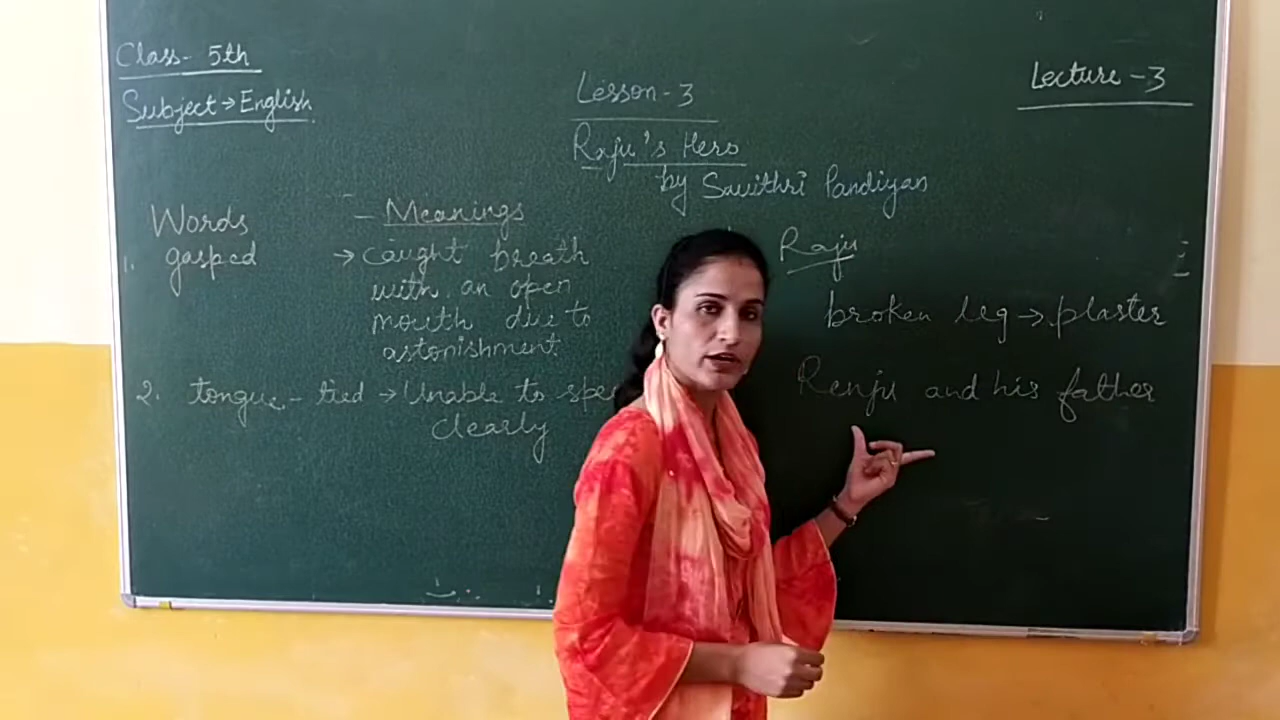 Class- 5th
Subject → English
Lecture - 3
Lesson - 3
Raju's Hero
by Savithri Pandiyan
Words - Meanings
1. gasped → caught breath
with an open
mouth due to
astonishment
2. tongue - tied → Unable to spe
clearly
Raju
broken leg → plaster
Renju and his father